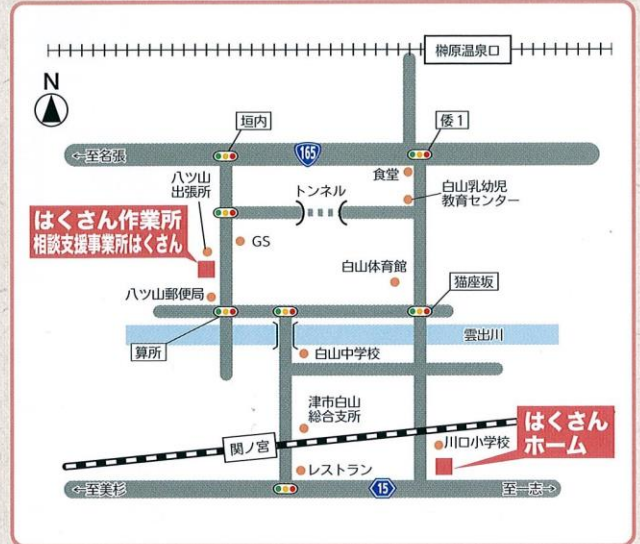 榊原温泉口
N
垣内
倭1
←至名張
165
八ツ山
出張所
トンネル
食堂
白山乳幼児
教育センター
はくさん作業所
相談支援事業所はくさん
GS
白山体育館
八ツ山郵便局
猫座坂
算所
雲出川
白山中学校
津市白山
総合支所
はくさん
ホーム
関ノ宮
川口小学校
レストラン
←至美杉
15
至一志→